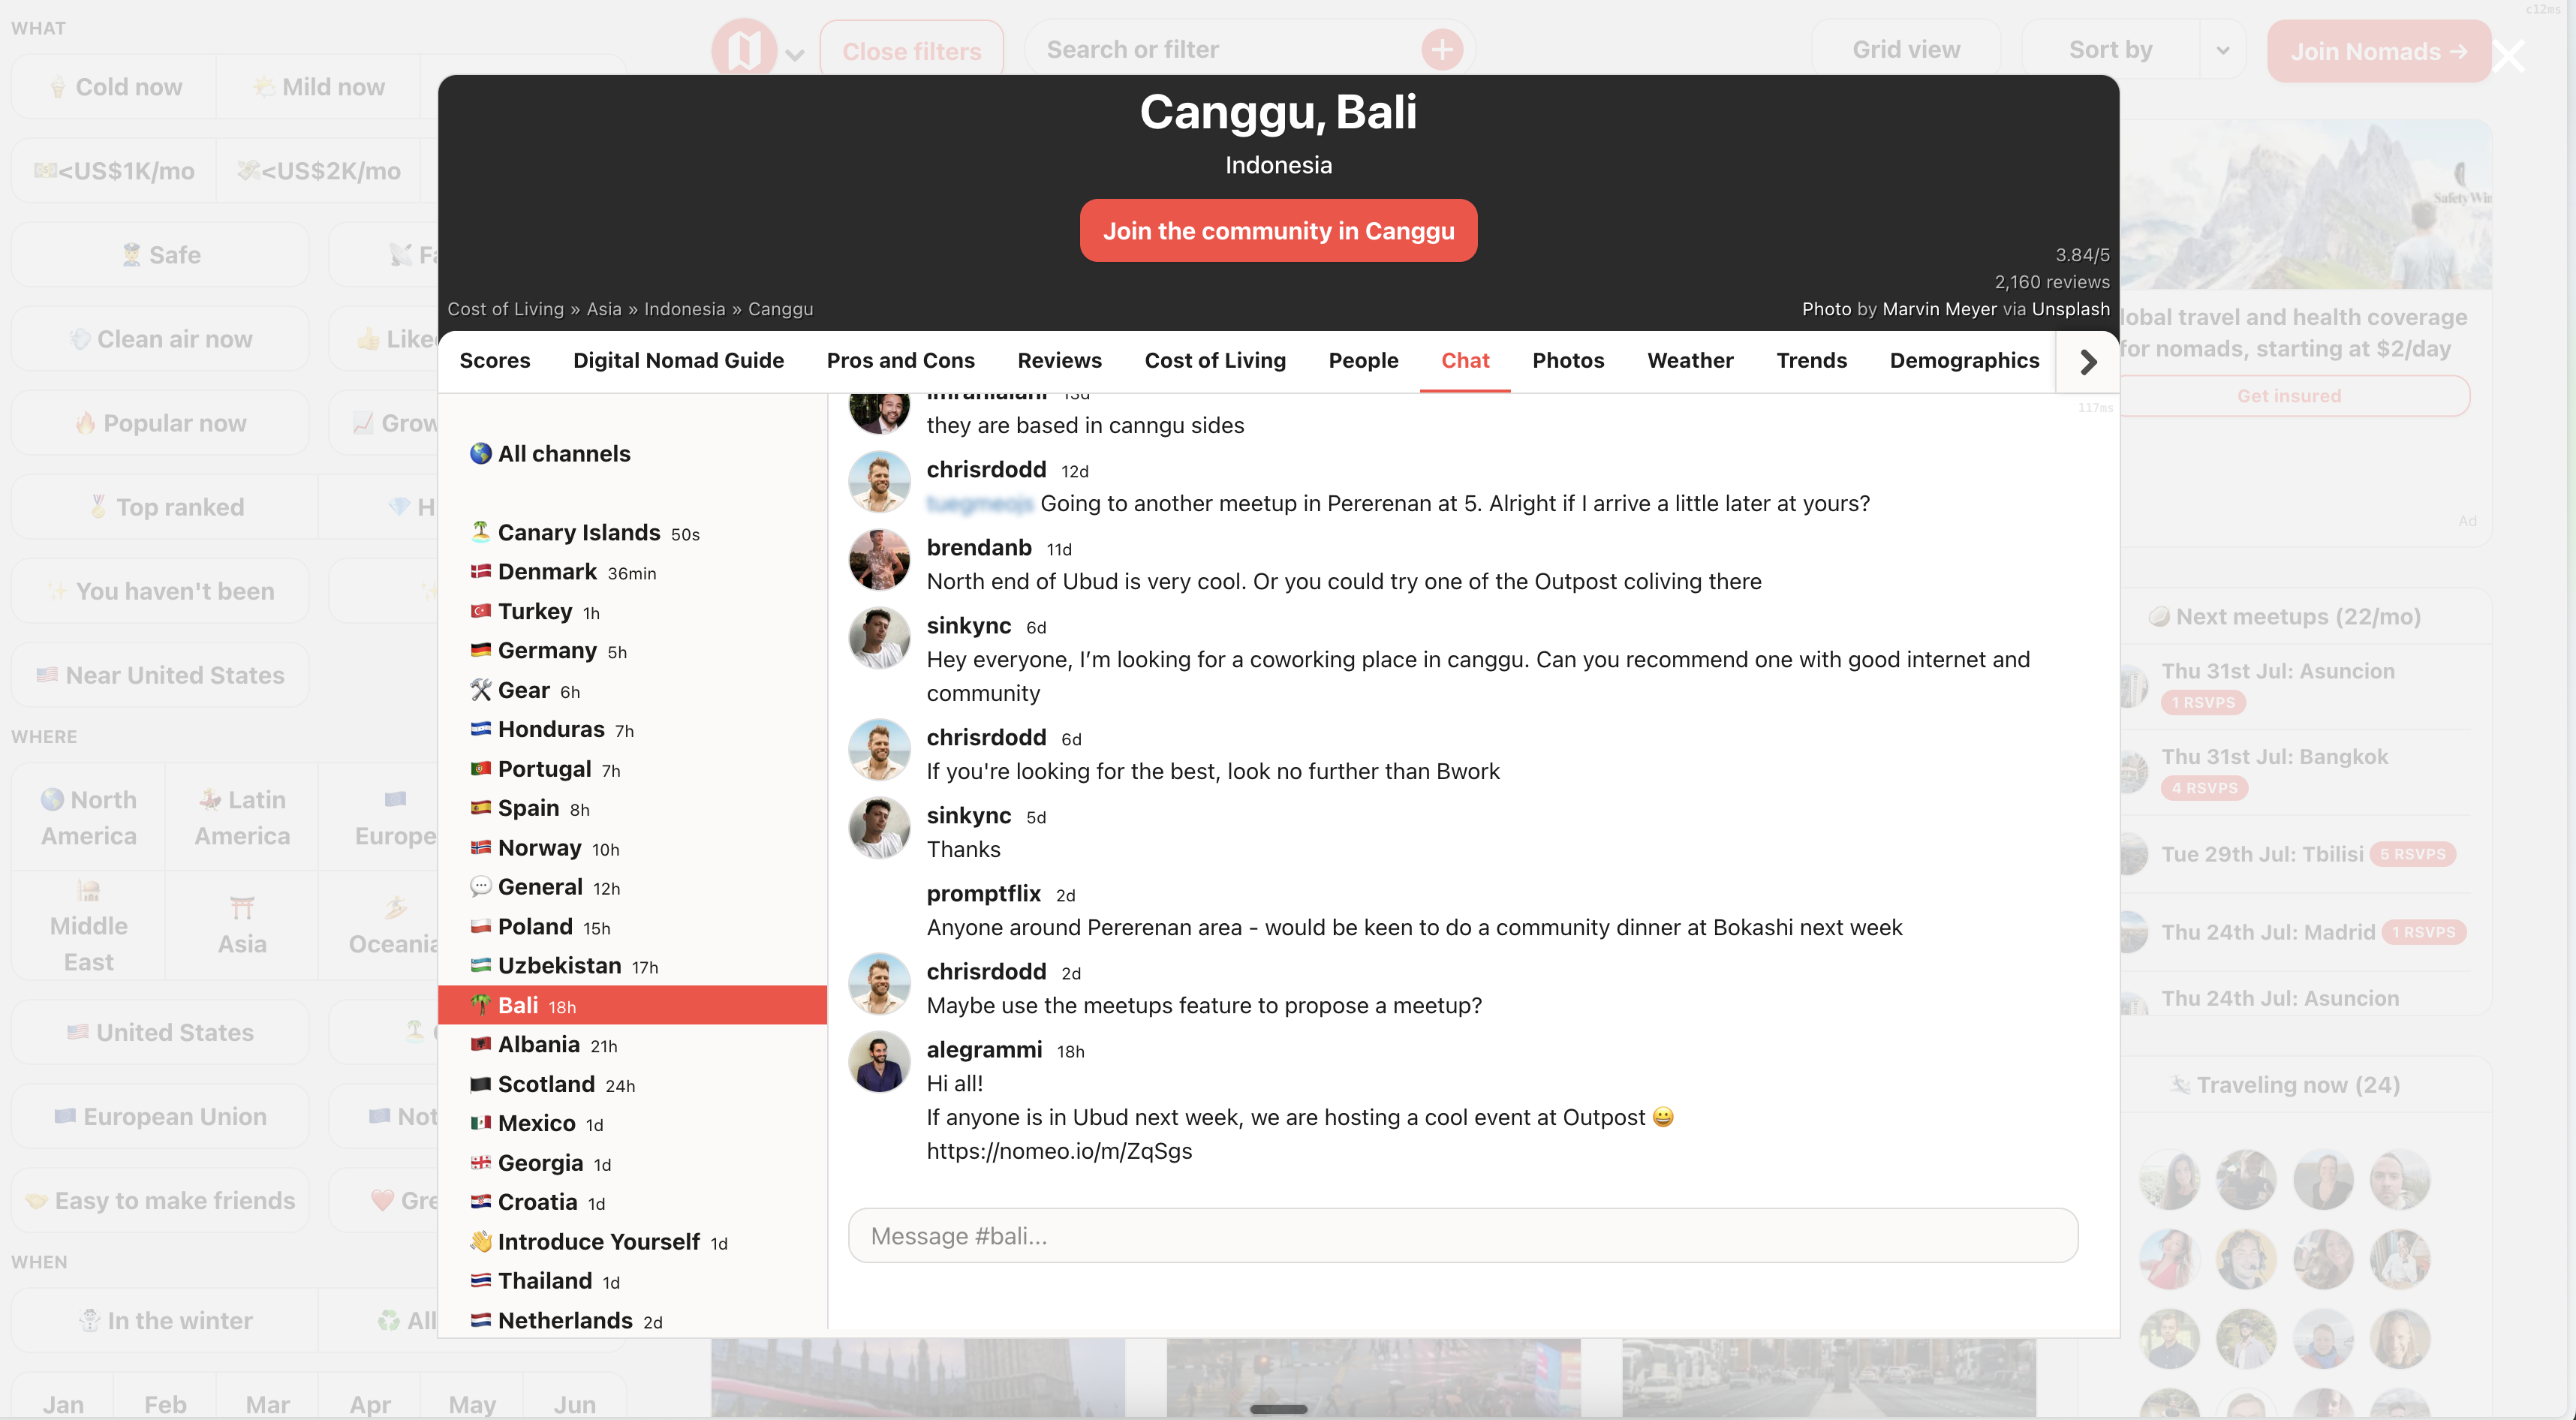 c12ms
WHAT
Cold now
Mild now
<US$1K/mo
<US$2K/mo
Safe
Clean air now
Popular now
Top ranked
You haven't been
Near United States
WHERE
North America
Latin America
Europe
Middle East
Asia
Oceania
United States
European Union
Easy to make friends
WHEN
In the winter
All
Jan
Feb
Mar
Apr
May
Jun
Close filters
Search or filter
Grid view
Sort by
Join Nomads →
Canggu, Bali
Indonesia
Join the community in Canggu
3.84/5
2,160 reviews
Cost of Living » Asia » Indonesia » Canggu
Photo by Marvin Meyer via Unsplash
Scores
Digital Nomad Guide
Pros and Cons
Reviews
Cost of Living
People
Chat
Photos
Weather
Trends
Demographics
117ms
All channels
Canary Islands 50s
Denmark 36min
Turkey 1h
Germany 5h
Gear 6h
Honduras 7h
Portugal 7h
Spain 8h
Norway 10h
General 12h
Poland 15h
Uzbekistan 17h
Bali 18h
Albania 21h
Scotland 24h
Mexico 1d
Georgia 1d
Croatia 1d
Introduce Yourself 1d
Thailand 1d
Netherlands 2d
13d
they are based in canngu sides
chrisrdodd 12d
Going to another meetup in Pererenan at 5. Alright if I arrive a little later at yours?
brendanb 11d
North end of Ubud is very cool. Or you could try one of the Outpost coliving there
sinkync 6d
Hey everyone, I’m looking for a coworking place in canggu. Can you recommend one with good internet and
community
chrisrdodd 6d
If you're looking for the best, look no further than Bwork
sinkync 5d
Thanks
promptflix 2d
Anyone around Pererenan area - would be keen to do a community dinner at Bokashi next week
chrisrdodd 2d
Maybe use the meetups feature to propose a meetup?
alegrammi 18h
Hi all!
If anyone is in Ubud next week, we are hosting a cool event at Outpost 😀
https://nomeo.io/m/ZqSgs
Message #bali...
lobal travel and health coverage
for nomads, starting at $2/day
Get insured
Ad
Next meetups (22/mo)
Thu 31st Jul: Asuncion
1 RSVPS
Thu 31st Jul: Bangkok
4 RSVPS
Tue 29th Jul: Tbilisi 5 RSVPS
Thu 24th Jul: Madrid 1 RSVPS
Thu 24th Jul: Asuncion
Traveling now (24)